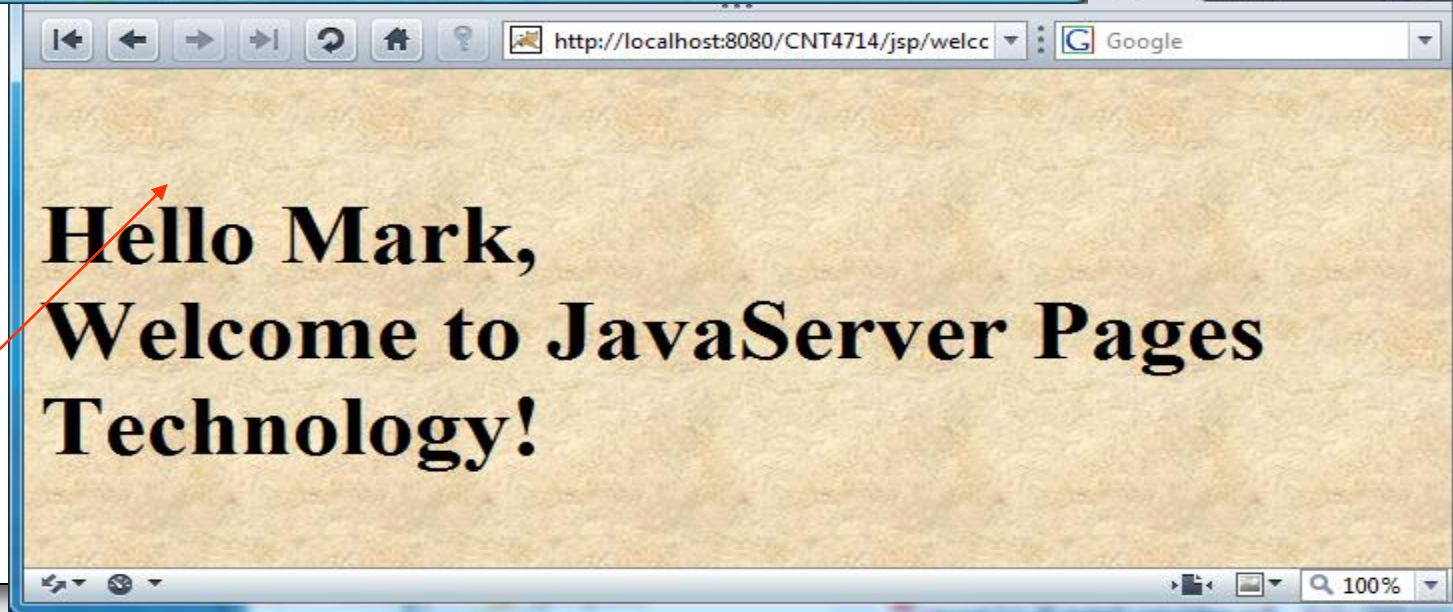 http://localhost:8080/CNT4714/jsp/welcc
Google
Hello Mark,
Welcome to JavaServer Pages
Technology!
100%